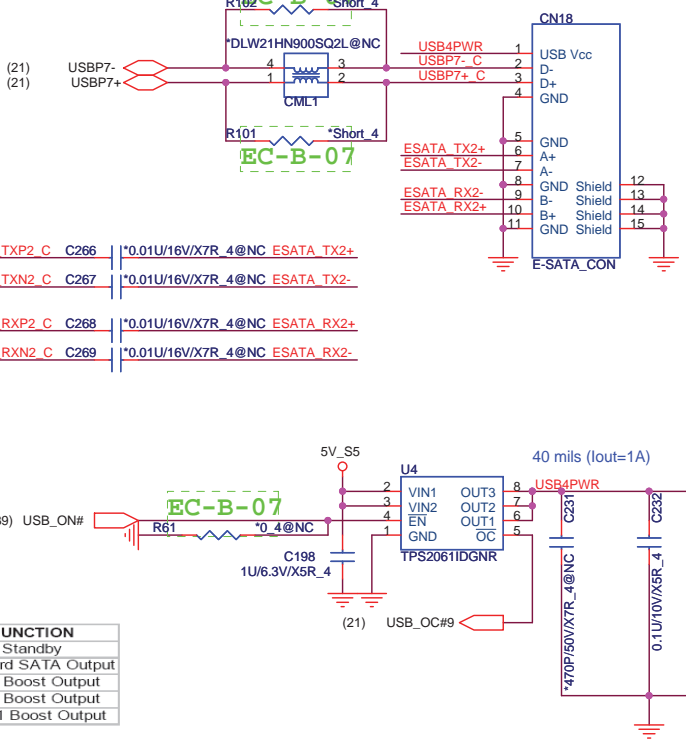 R102 *Short_4
*DLW21HN900SQ2L@NC
(21) USBP7- 4 3
(21) USBP7+ 1 2
CML1
R101 *Short_4
EC-B-07
CN18
USB4PWR 1 USB Vcc
USBP7-_C 2 D-
USBP7+_C 3 D+
4 GND
5 GND
ESATA_TX2+ 6 A+
ESATA_TX2- 7 A-
8 GND Shield 12
ESATA_RX2- 9 B- Shield 13
ESATA_RX2+ 10 B+ Shield 14
11 GND Shield 15
E-SATA_CON
TXP2_C C266 *0.01U/16V/X7R_4@NC ESATA_TX2+
TXN2_C C267 *0.01U/16V/X7R_4@NC ESATA_TX2-
RXP2_C C268 *0.01U/16V/X7R_4@NC ESATA_RX2+
RXN2_C C269 *0.01U/16V/X7R_4@NC ESATA_RX2-
5V_S5
U4
40 mils (Iout=1A)
2 VIN1 OUT3 8 USB4PWR
3 VIN2 OUT2 7
4 EN OUT1 6
1 GND OC 5
TPS2061IDGNR
EC-B-07
9) USB_ON#
R61 *0_4@NC
C198
1U/6.3V/X5R_4
(21) USB_OC#9
C231
*470P/50V/X7R_4@NC
C232
0.1U/10V/X5R_4
UNCTION
Standby
rd SATA Output
Boost Output
Boost Output
Boost Output